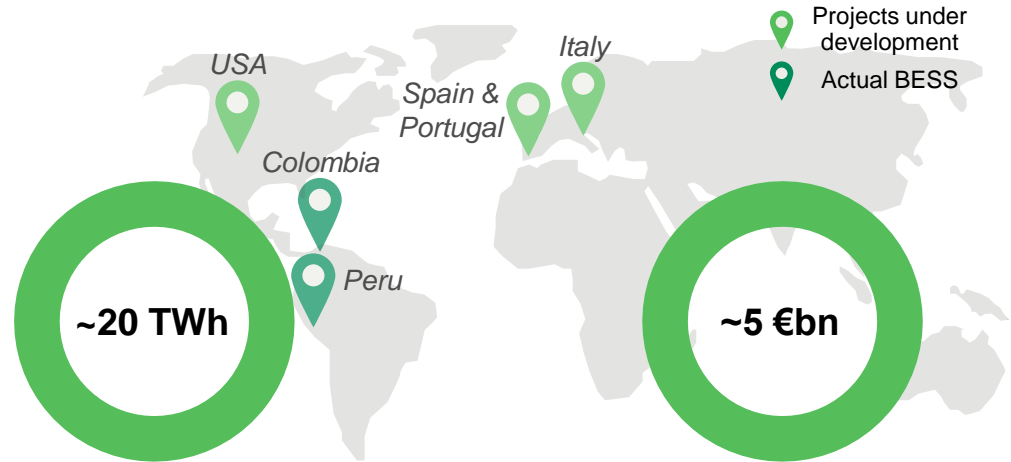 Projects under
development
Actual BESS
USA
Italy
Spain &
Portugal
Colombia
Peru
~20 TWh
~5 €bn